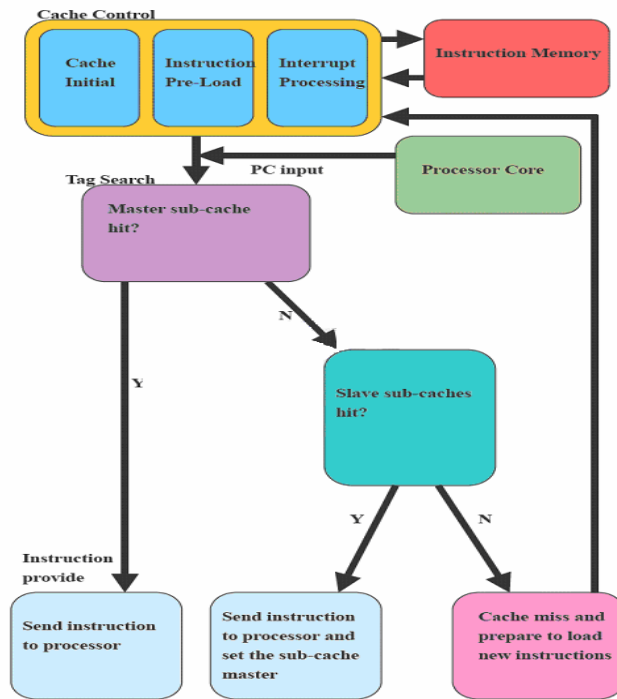 Cache Control
Cache
Initial
Instruction
Pre-Load
Interrupt
Processing
Instruction Memory
PC input
Processor Core
Tag Search
Master sub-cache
hit?
N
Y
Slave sub-caches
hit?
Y
N
Instruction
provide
Send instruction
to processor
Send instruction
to processor and
set the sub-cache
master
Cache miss and
prepare to load
new instructions